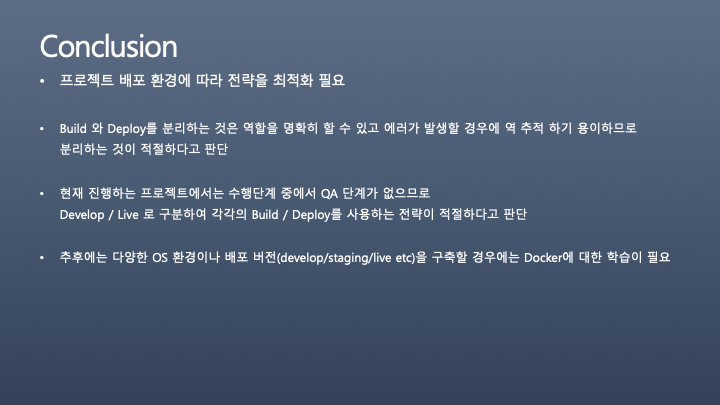 Conclusion
• 프로젝트 배포 환경에 따라 전략을 최적화 필요
• Build 와 Deploy를 분리하는 것은 역할을 명확히 할 수 있고 에러가 발생할 경우에 역 추적 하기 용이하므로
분리하는 것이 적절하다고 판단
• 현재 진행하는 프로젝트에서는 수행단계 중에서 QA 단계가 없으므로
Develop / Live 로 구분하여 각각의 Build / Deploy를 사용하는 전략이 적절하다고 판단
• 추후에는 다양한 OS 환경이나 배포 버전(develop/staging/live etc)을 구축할 경우에는 Docker에 대한 학습이 필요